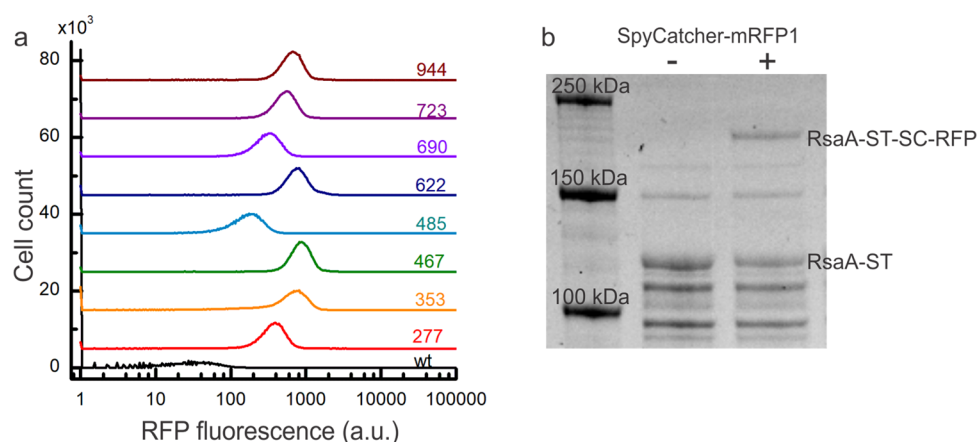 a
x10³
80
60
40
20
0
Cell count
944
723
690
622
485
467
353
277
wt
1
10
100
1000
10000
100000
RFP fluorescence (a.u.)
b
SpyCatcher-mRFP1
- +
250 kDa
RsaA-ST-SC-RFP
150 kDa
RsaA-ST
100 kDa